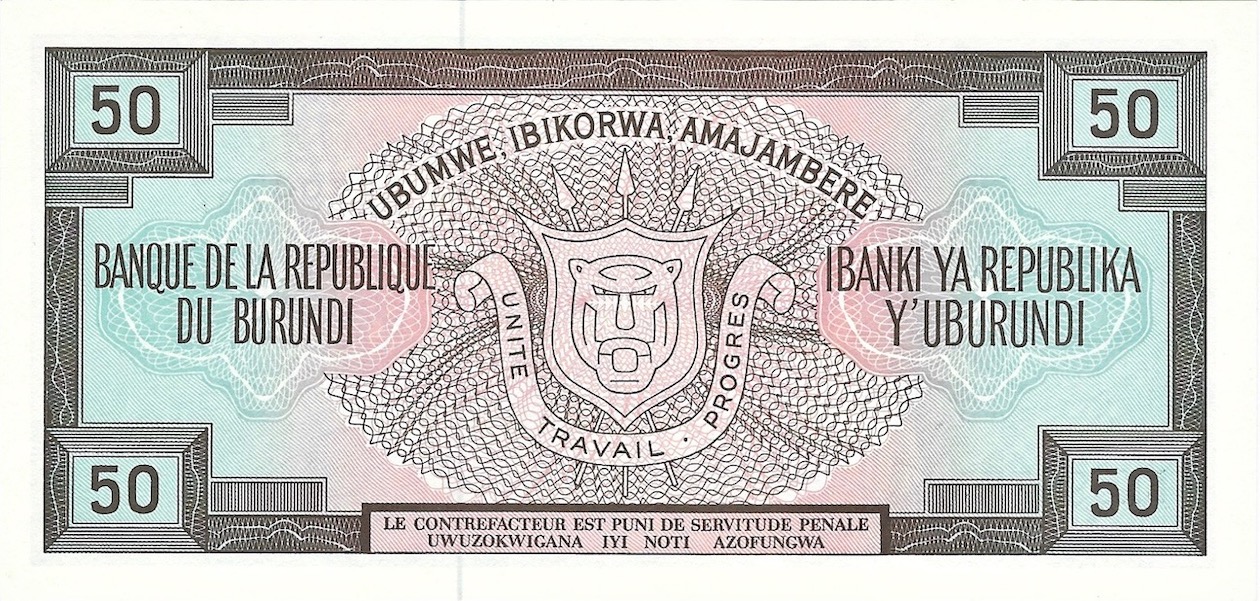 50
50
UBUMWE, IBIKORWA, AMAJAMBERE
BANQUE DE LA REPUBLIQUE
DU BURUNDI
IBANKI YA REPUBLIKA
Y'UBURUNDI
UNITE TRAVAIL · PROGRES
50
50
LE CONTREFACTEUR EST PUNI DE SERVITUDE PENALE
UWUZOKWIGANA IYI NOTI AZOFUNGWA